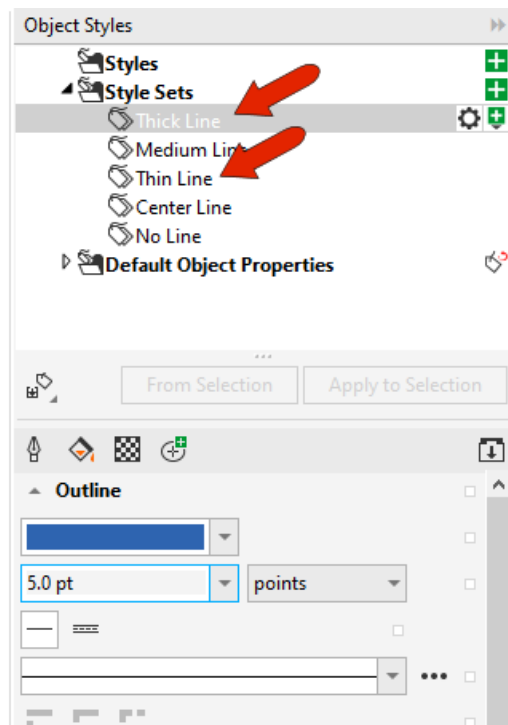 Object Styles
Styles
Style Sets
Thick Line
Medium Line
Thin Line
Center Line
No Line
Default Object Properties
From Selection Apply to Selection
Outline
5.0 pt points